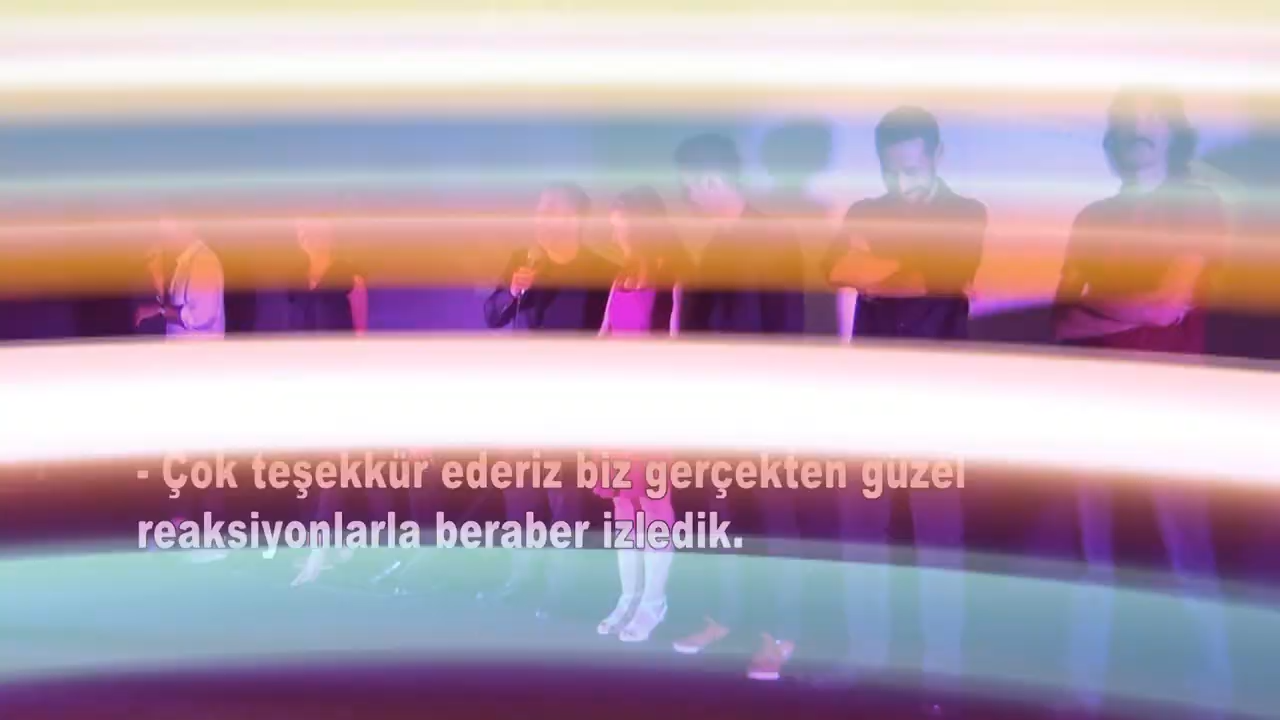 - Çok teşekkür ederiz biz gerçekten güzel
reaksiyonlarla beraber izledik.